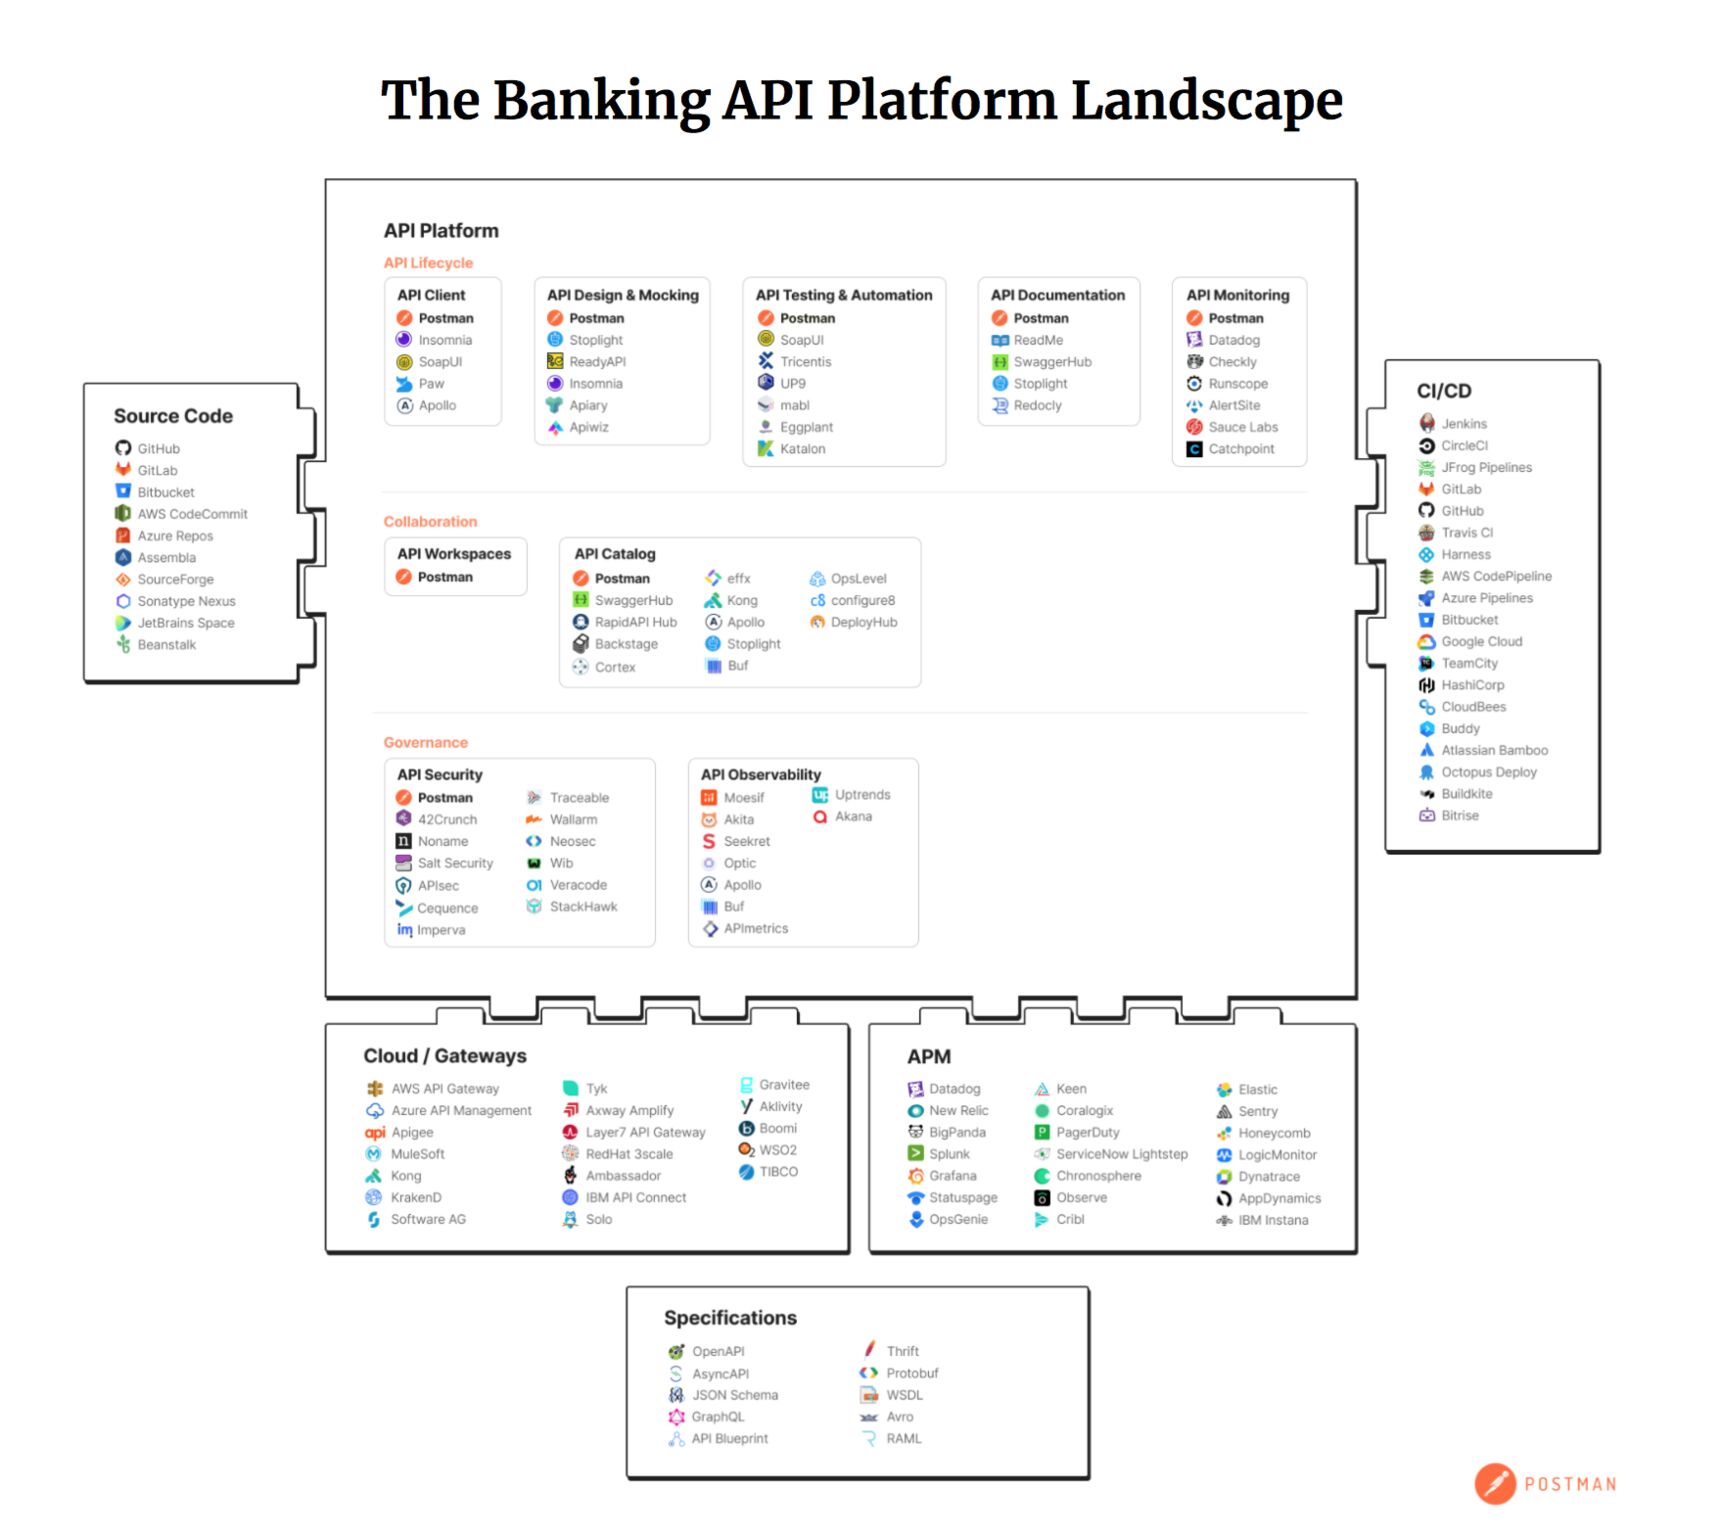 The Banking API Platform Landscape
API Platform
API Lifecycle
API Client
Postman
Insomnia
SoapUI
Paw
Apollo
API Design & Mocking
Postman
Stoplight
ReadyAPI
Insomnia
Apiary
Apiwiz
API Testing & Automation
Postman
SoapUI
Tricentis
UP9
mabl
Eggplant
Katalon
API Documentation
Postman
ReadMe
SwaggerHub
Stoplight
Redocly
API Monitoring
Postman
Datadog
Checkly
Runscope
AlertSite
Sauce Labs
Catchpoint
Collaboration
API Workspaces
Postman
API Catalog
Postman
SwaggerHub
RapidAPI Hub
Backstage
Cortex
effx
Kong
Apollo
Stoplight
Buf
OpsLevel
configure8
DeployHub
Governance
API Security
Postman
42Crunch
Noname
Salt Security
APIsec
Cequence
Imperva
Traceable
Wallarm
Neosec
Wib
Veracode
StackHawk
API Observability
Moesif
Akita
Seekret
Optic
Apollo
Buf
APImetrics
Uptrends
Akana
Source Code
GitHub
GitLab
Bitbucket
AWS CodeCommit
Azure Repos
Assembla
SourceForge
Sonatype Nexus
JetBrains Space
Beanstalk
CI/CD
Jenkins
CircleCI
JFrog Pipelines
GitLab
GitHub
Travis CI
Harness
AWS CodePipeline
Azure Pipelines
Bitbucket
Google Cloud
TeamCity
HashiCorp
CloudBees
Buddy
Atlassian Bamboo
Octopus Deploy
Buildkite
Bitrise
Cloud / Gateways
AWS API Gateway
Azure API Management
Apigee
MuleSoft
Kong
KrakenD
Software AG
Tyk
Axway Amplify
Layer7 API Gateway
RedHat 3scale
Ambassador
IBM API Connect
Solo
Gravitee
Aklivity
Boomi
WSO2
TIBCO
APM
Datadog
New Relic
BigPanda
Splunk
Grafana
Statuspage
OpsGenie
Keen
Coralogix
PagerDuty
ServiceNow Lightstep
Chronosphere
Observe
Cribl
Elastic
Sentry
Honeycomb
LogicMonitor
Dynatrace
AppDynamics
IBM Instana
Specifications
OpenAPI
AsyncAPI
JSON Schema
GraphQL
API Blueprint
Thrift
Protobuf
WSDL
Avro
RAML
POSTMAN